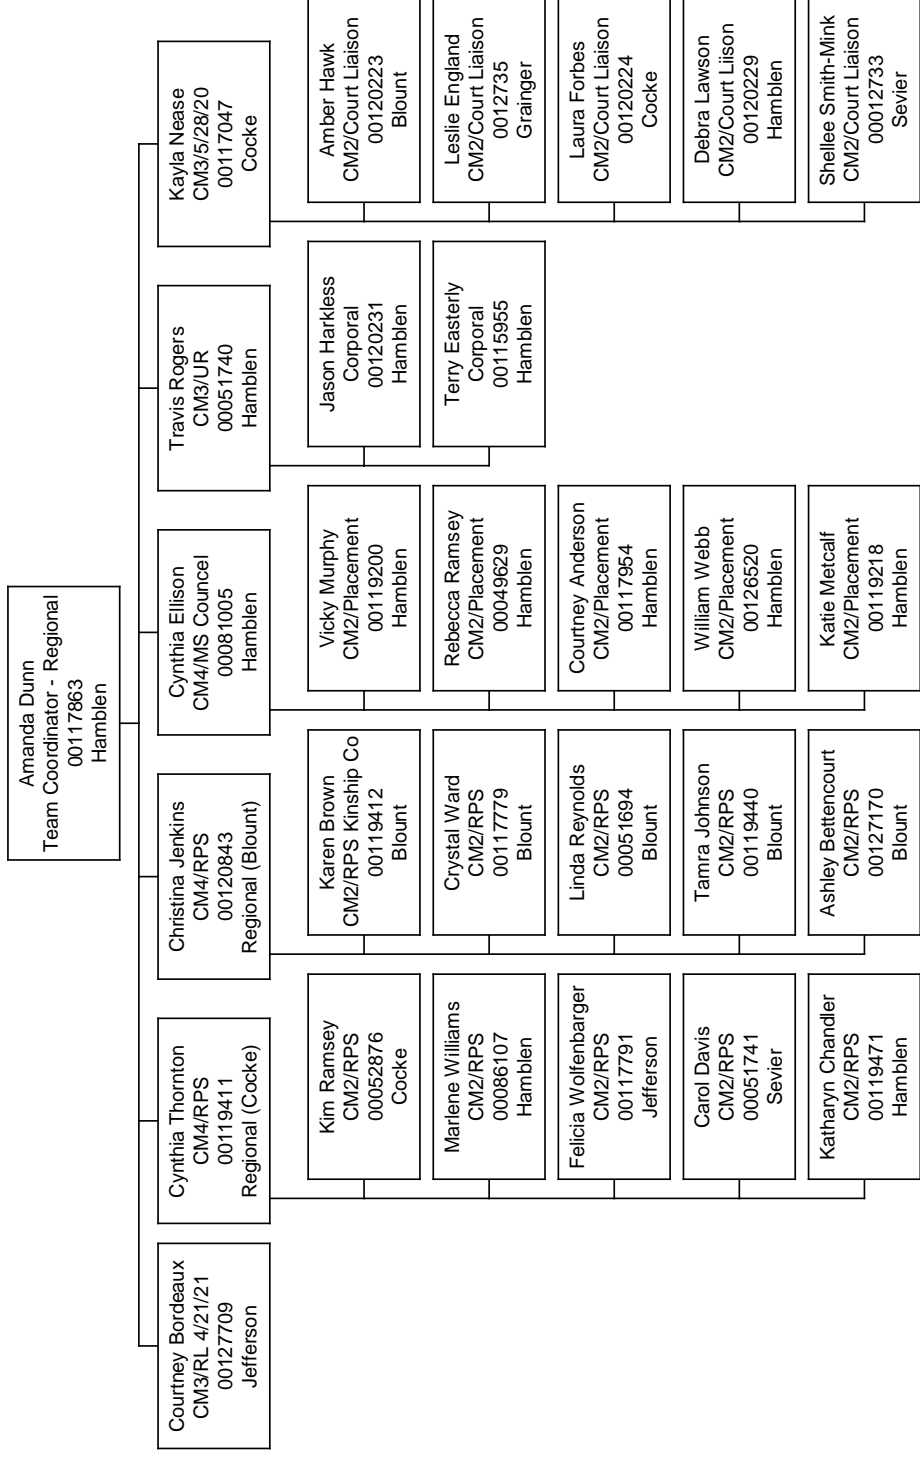 Amanda Dunn
Team Coordinator - Regional
00117863
Hamblen
Courtney Bordeaux
CM3/RL 4/21/21
00127709
Jefferson
Cynthia Thornton
CM4/RPS
00119411
Regional (Cocke)
Christina Jenkins
CM4/RPS
00120843
Regional (Blount)
Cynthia Ellison
CM4/MS Councel
00081005
Hamblen
Travis Rogers
CM3/UR
00051740
Hamblen
Kayla Nease
CM3/5/28/20
00117047
Cocke
Kim Ramsey
CM2/RPS
00052876
Cocke
Marlene Williams
CM2/RPS
00086107
Hamblen
Felicia Wolfenbarger
CM2/RPS
00117791
Jefferson
Carol Davis
CM2/RPS
00051741
Sevier
Katharyn Chandler
CM2/RPS
00119471
Hamblen
Karen Brown
CM2/RPS Kinship Co
00119412
Blount
Crystal Ward
CM2/RPS
00117779
Blount
Linda Reynolds
CM2/RPS
00051694
Blount
Tamra Johnson
CM2/RPS
00119440
Blount
Ashley Bettencourt
CM2/RPS
00127170
Blount
Vicky Murphy
CM2/Placement
00119200
Hamblen
Rebecca Ramsey
CM2/Placement
00049629
Hamblen
Courtney Anderson
CM2/Placement
00117954
Hamblen
William Webb
CM2/Placement
00126520
Hamblen
Katie Metcalf
CM2/Placement
00119218
Hamblen
Jason Harkless
Corporal
00120231
Hamblen
Terry Easterly
Corporal
00115955
Hamblen
Amber Hawk
CM2/Court Liaison
00120223
Blount
Leslie England
CM2/Court Liaison
0012735
Grainger
Laura Forbes
CM2/Court Liaison
00120224
Cocke
Debra Lawson
CM2/Court Liison
00120229
Hamblen
Shellee Smith-Mink
CM2/Court Liaison
00012733
Sevier